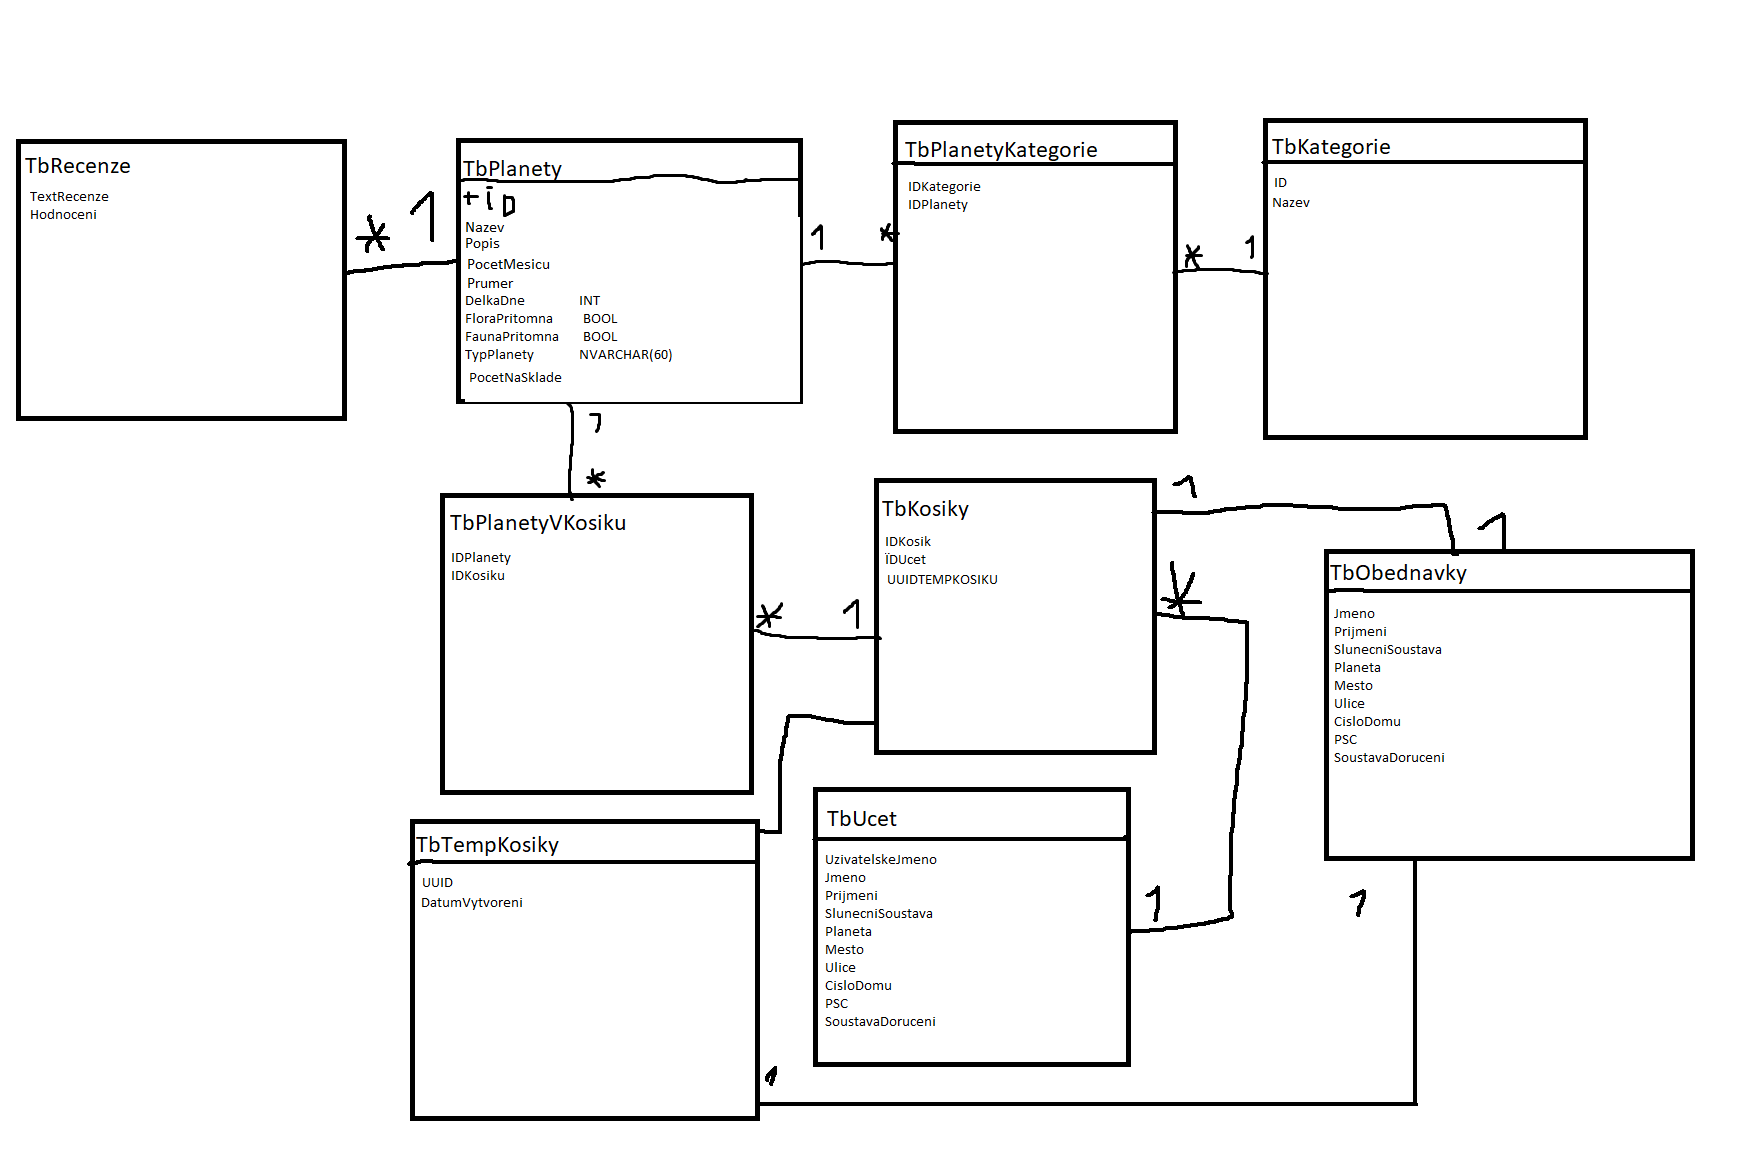 TbRecenze
TextRecenze
Hodnoceni
* 1
TbPlanety
+ID
Nazev
Popis
PocetMesicu
Prumer
DelkaDne INT
FloraPritomna BOOL
FaunaPritomna BOOL
TypPlanety NVARCHAR(60)
PocetNaSklade
1 *
TbPlanetyKategorie
IDKategorie
IDPlanety
* 1
TbKategorie
ID
Nazev
1
*
TbPlanetyVKosiku
IDPlanety
IDKosiku
* 1
TbKosiky
IDKosik
ÏDUcet
UUIDTEMPKOSIKU
1
1
*
TbObednavky
Jmeno
Prijmeni
SlunecniSoustava
Planeta
Mesto
Ulice
CisloDomu
PSC
SoustavaDoruceni
TbTempKosiky
UUID
DatumVytvoreni
TbUcet
UzivatelskeJmeno
Jmeno
Prijmeni
SlunecniSoustava
Planeta
Mesto
Ulice
CisloDomu
PSC
SoustavaDoruceni
1
1
1